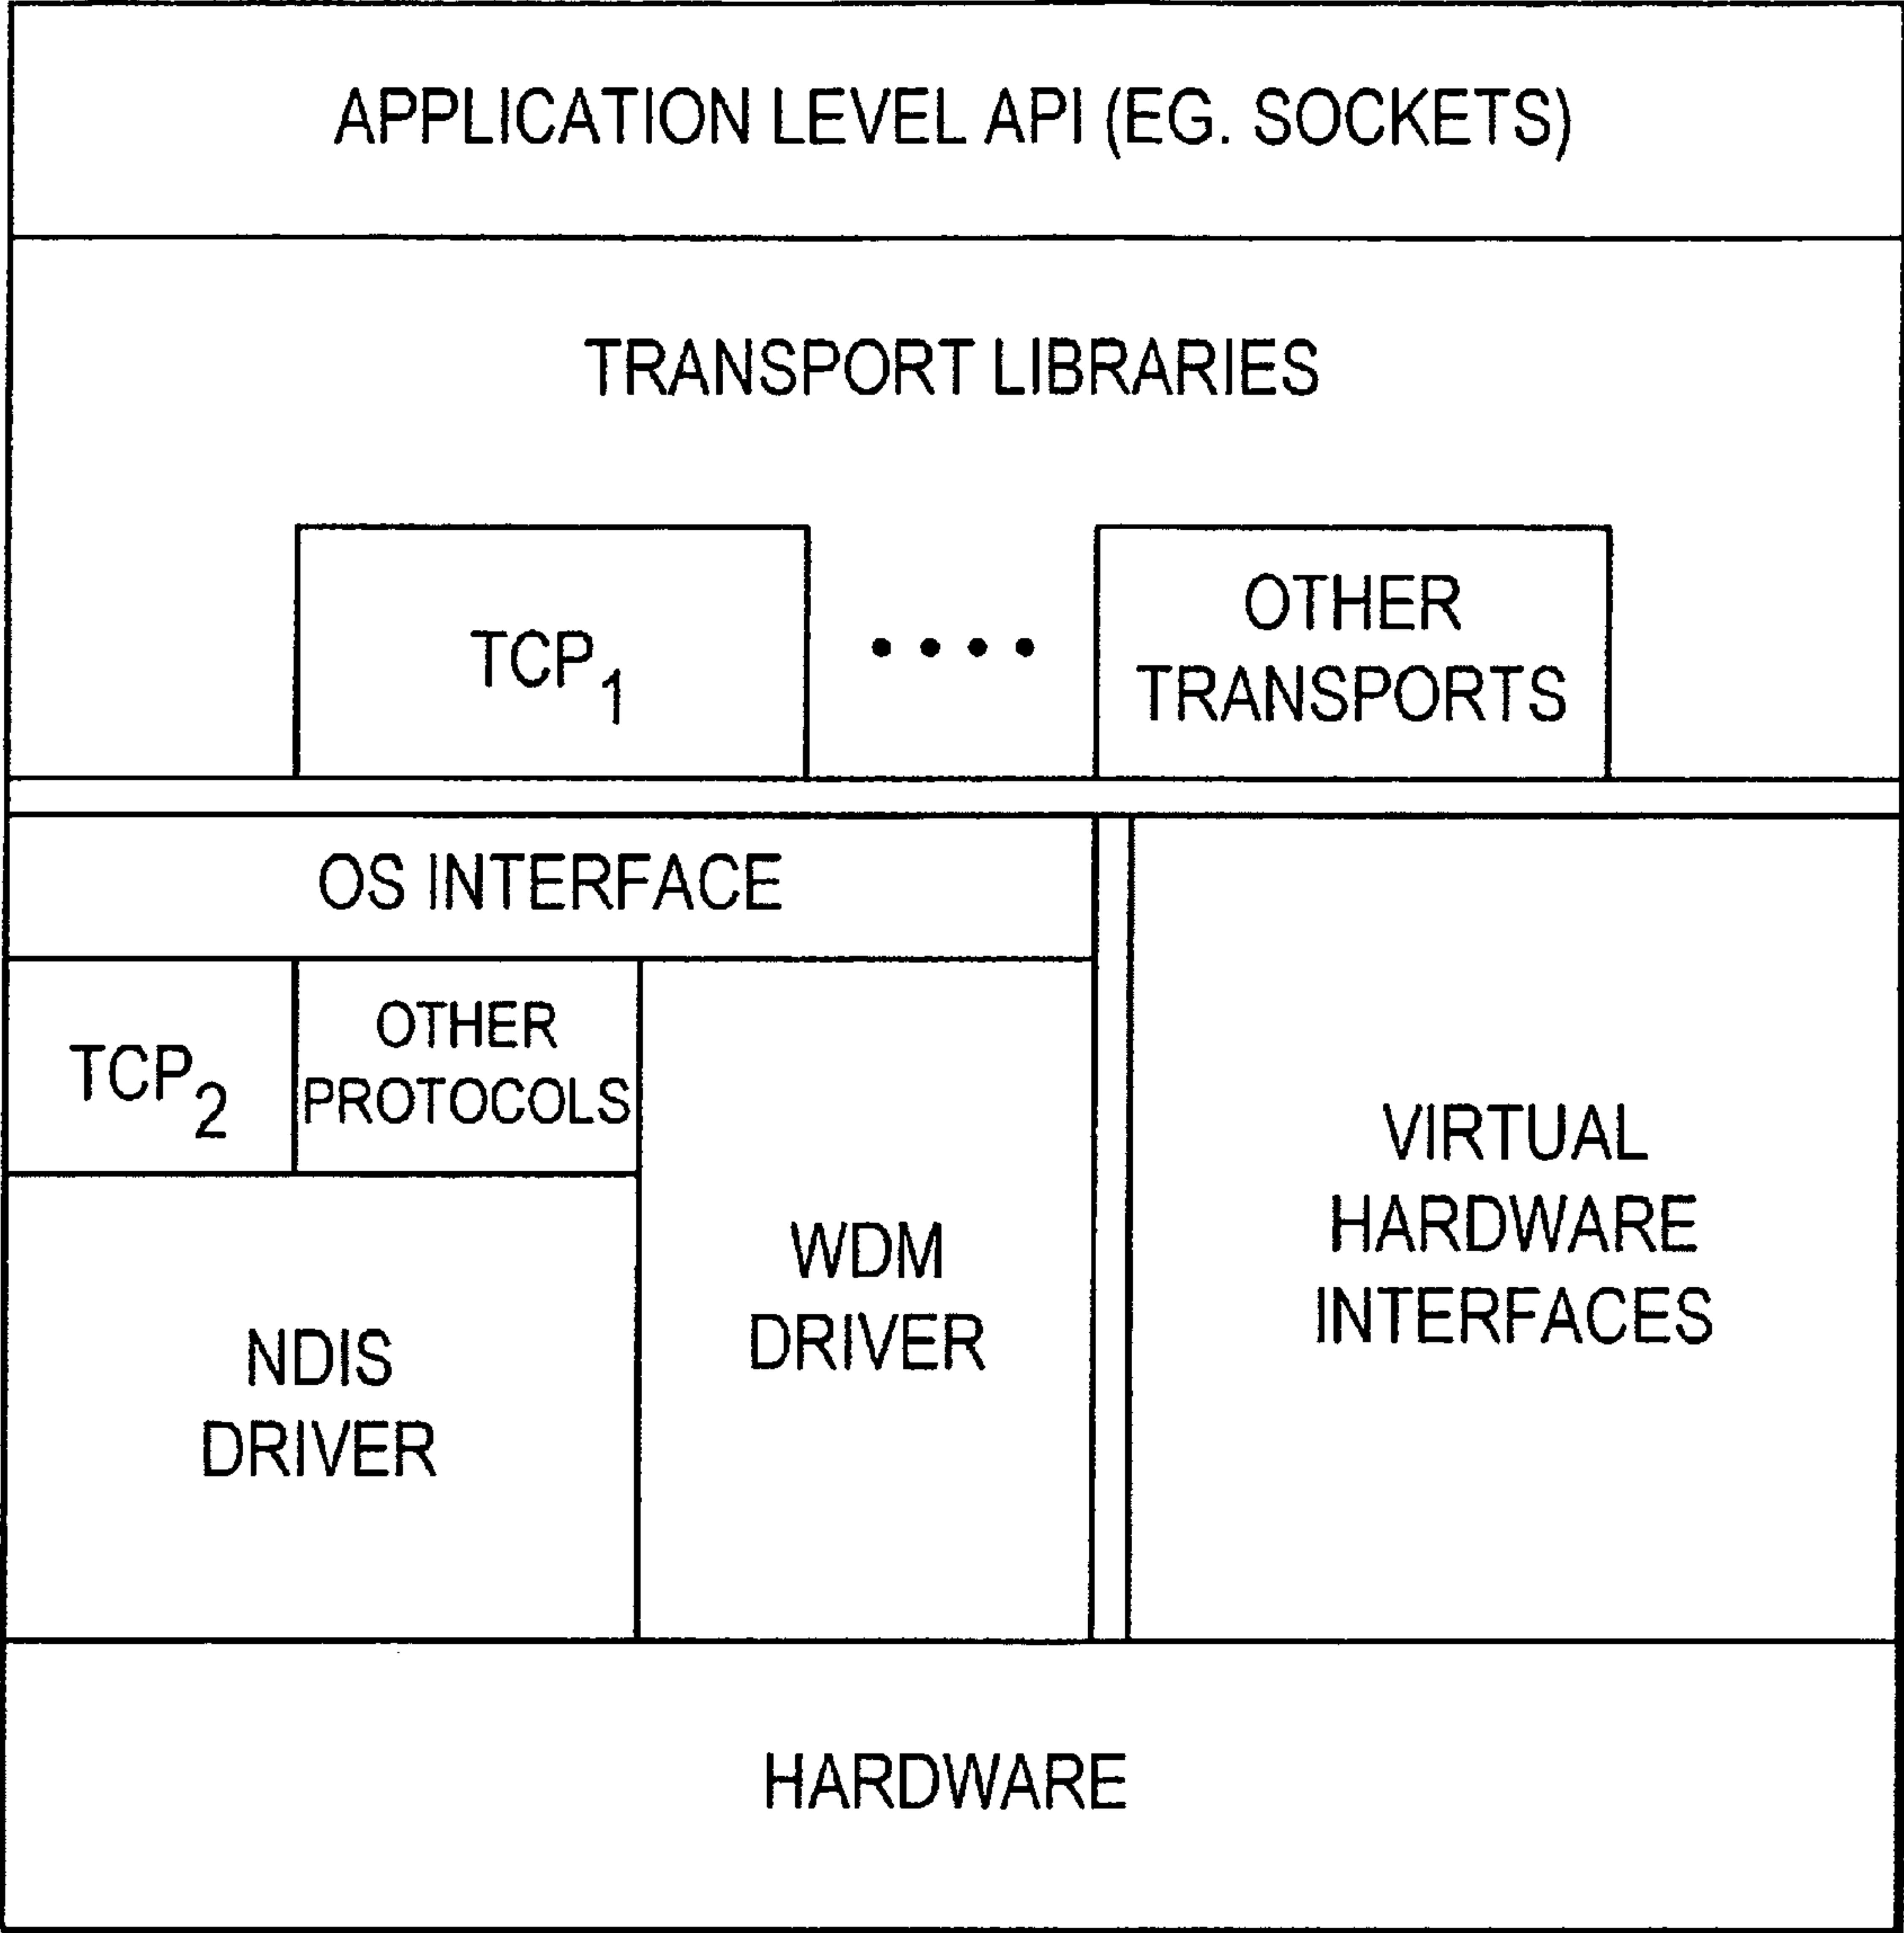 APPLICATION LEVEL API (EG. SOCKETS)
TRANSPORT LIBRARIES
TCP₁
OTHER
TRANSPORTS
OS INTERFACE
TCP₂
OTHER
PROTOCOLS
NDIS
DRIVER
WDM
DRIVER
VIRTUAL
HARDWARE
INTERFACES
HARDWARE